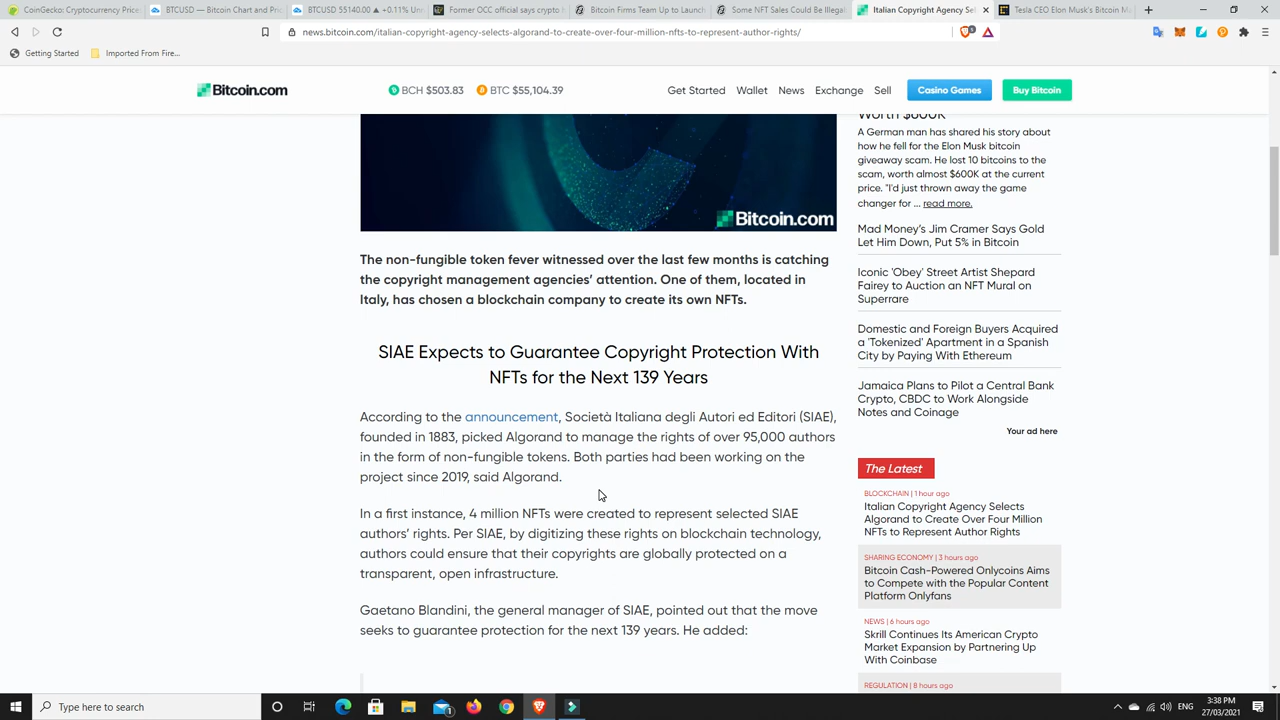 CoinGecko: Cryptocurrency Price
BTCUSD — Bitcoin Chart and Pri
BTCUSD 55140.00 ▲ +0.11% Un
Former OCC official says crypto
Bitcoin Firms Team Up to Launch
Some NFT Sales Could Be Illegal
Italian Copyright Agency Sel
Tesla CEO Elon Musk's Bitcoin M
news.bitcoin.com/italian-copyright-agency-selects-algorand-to-create-over-four-million-nfts-to-represent-author-rights/
Getting Started
Imported From Fire...
Bitcoin.com
BCH $503.83
BTC $55,104.39
Get Started
Wallet
News
Exchange
Sell
Casino Games
Buy Bitcoin
Bitcoin.com
The non-fungible token fever witnessed over the last few months is catching
the copyright management agencies' attention. One of them, located in
Italy, has chosen a blockchain company to create its own NFTs.
SIAE Expects to Guarantee Copyright Protection With
NFTs for the Next 139 Years
According to the announcement, Società Italiana degli Autori ed Editori (SIAE),
founded in 1883, picked Algorand to manage the rights of over 95,000 authors
in the form of non-fungible tokens. Both parties had been working on the
project since 2019, said Algorand.
In a first instance, 4 million NFTs were created to represent selected SIAE
authors' rights. Per SIAE, by digitizing these rights on blockchain technology,
authors could ensure that their copyrights are globally protected on a
transparent, open infrastructure.
Gaetano Blandini, the general manager of SIAE, pointed out that the move
seeks to guarantee protection for the next 139 years. He added:
Worth $600K
A German man has shared his story about
how he fell for the Elon Musk bitcoin
giveaway scam. He lost 10 bitcoins to the
scam, worth almost $600K at the current
price. "I'd just thrown away the game
changer for ... read more.
Mad Money's Jim Cramer Says Gold
Let Him Down, Put 5% in Bitcoin
Iconic 'Obey' Street Artist Shepard
Fairey to Auction an NFT Mural on
Superrare
Domestic and Foreign Buyers Acquired
a 'Tokenized' Apartment in a Spanish
City by Paying With Ethereum
Jamaica Plans to Pilot a Central Bank
Crypto, CBDC to Work Alongside
Notes and Coinage
Your ad here
The Latest
BLOCKCHAIN | 1 hour ago
Italian Copyright Agency Selects
Algorand to Create Over Four Million
NFTs to Represent Author Rights
SHARING ECONOMY | 3 hours ago
Bitcoin Cash-Powered Onlycoins Aims
to Compete with the Popular Content
Platform Onlyfans
NEWS | 6 hours ago
Skrill Continues Its American Crypto
Market Expansion by Partnering Up
With Coinbase
REGULATION | 8 hours ago
Type here to search
ENG
3:38 PM
27/03/2021